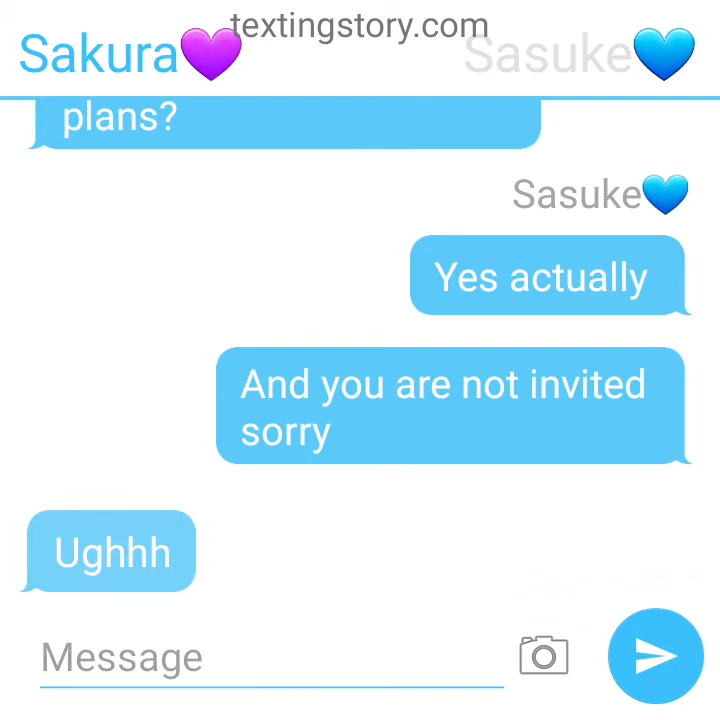 textingstory.com
Sakura💜 Sasuke💙
plans?
Sasuke💙
Yes actually
And you are not invited
sorry
Ughhh
Message